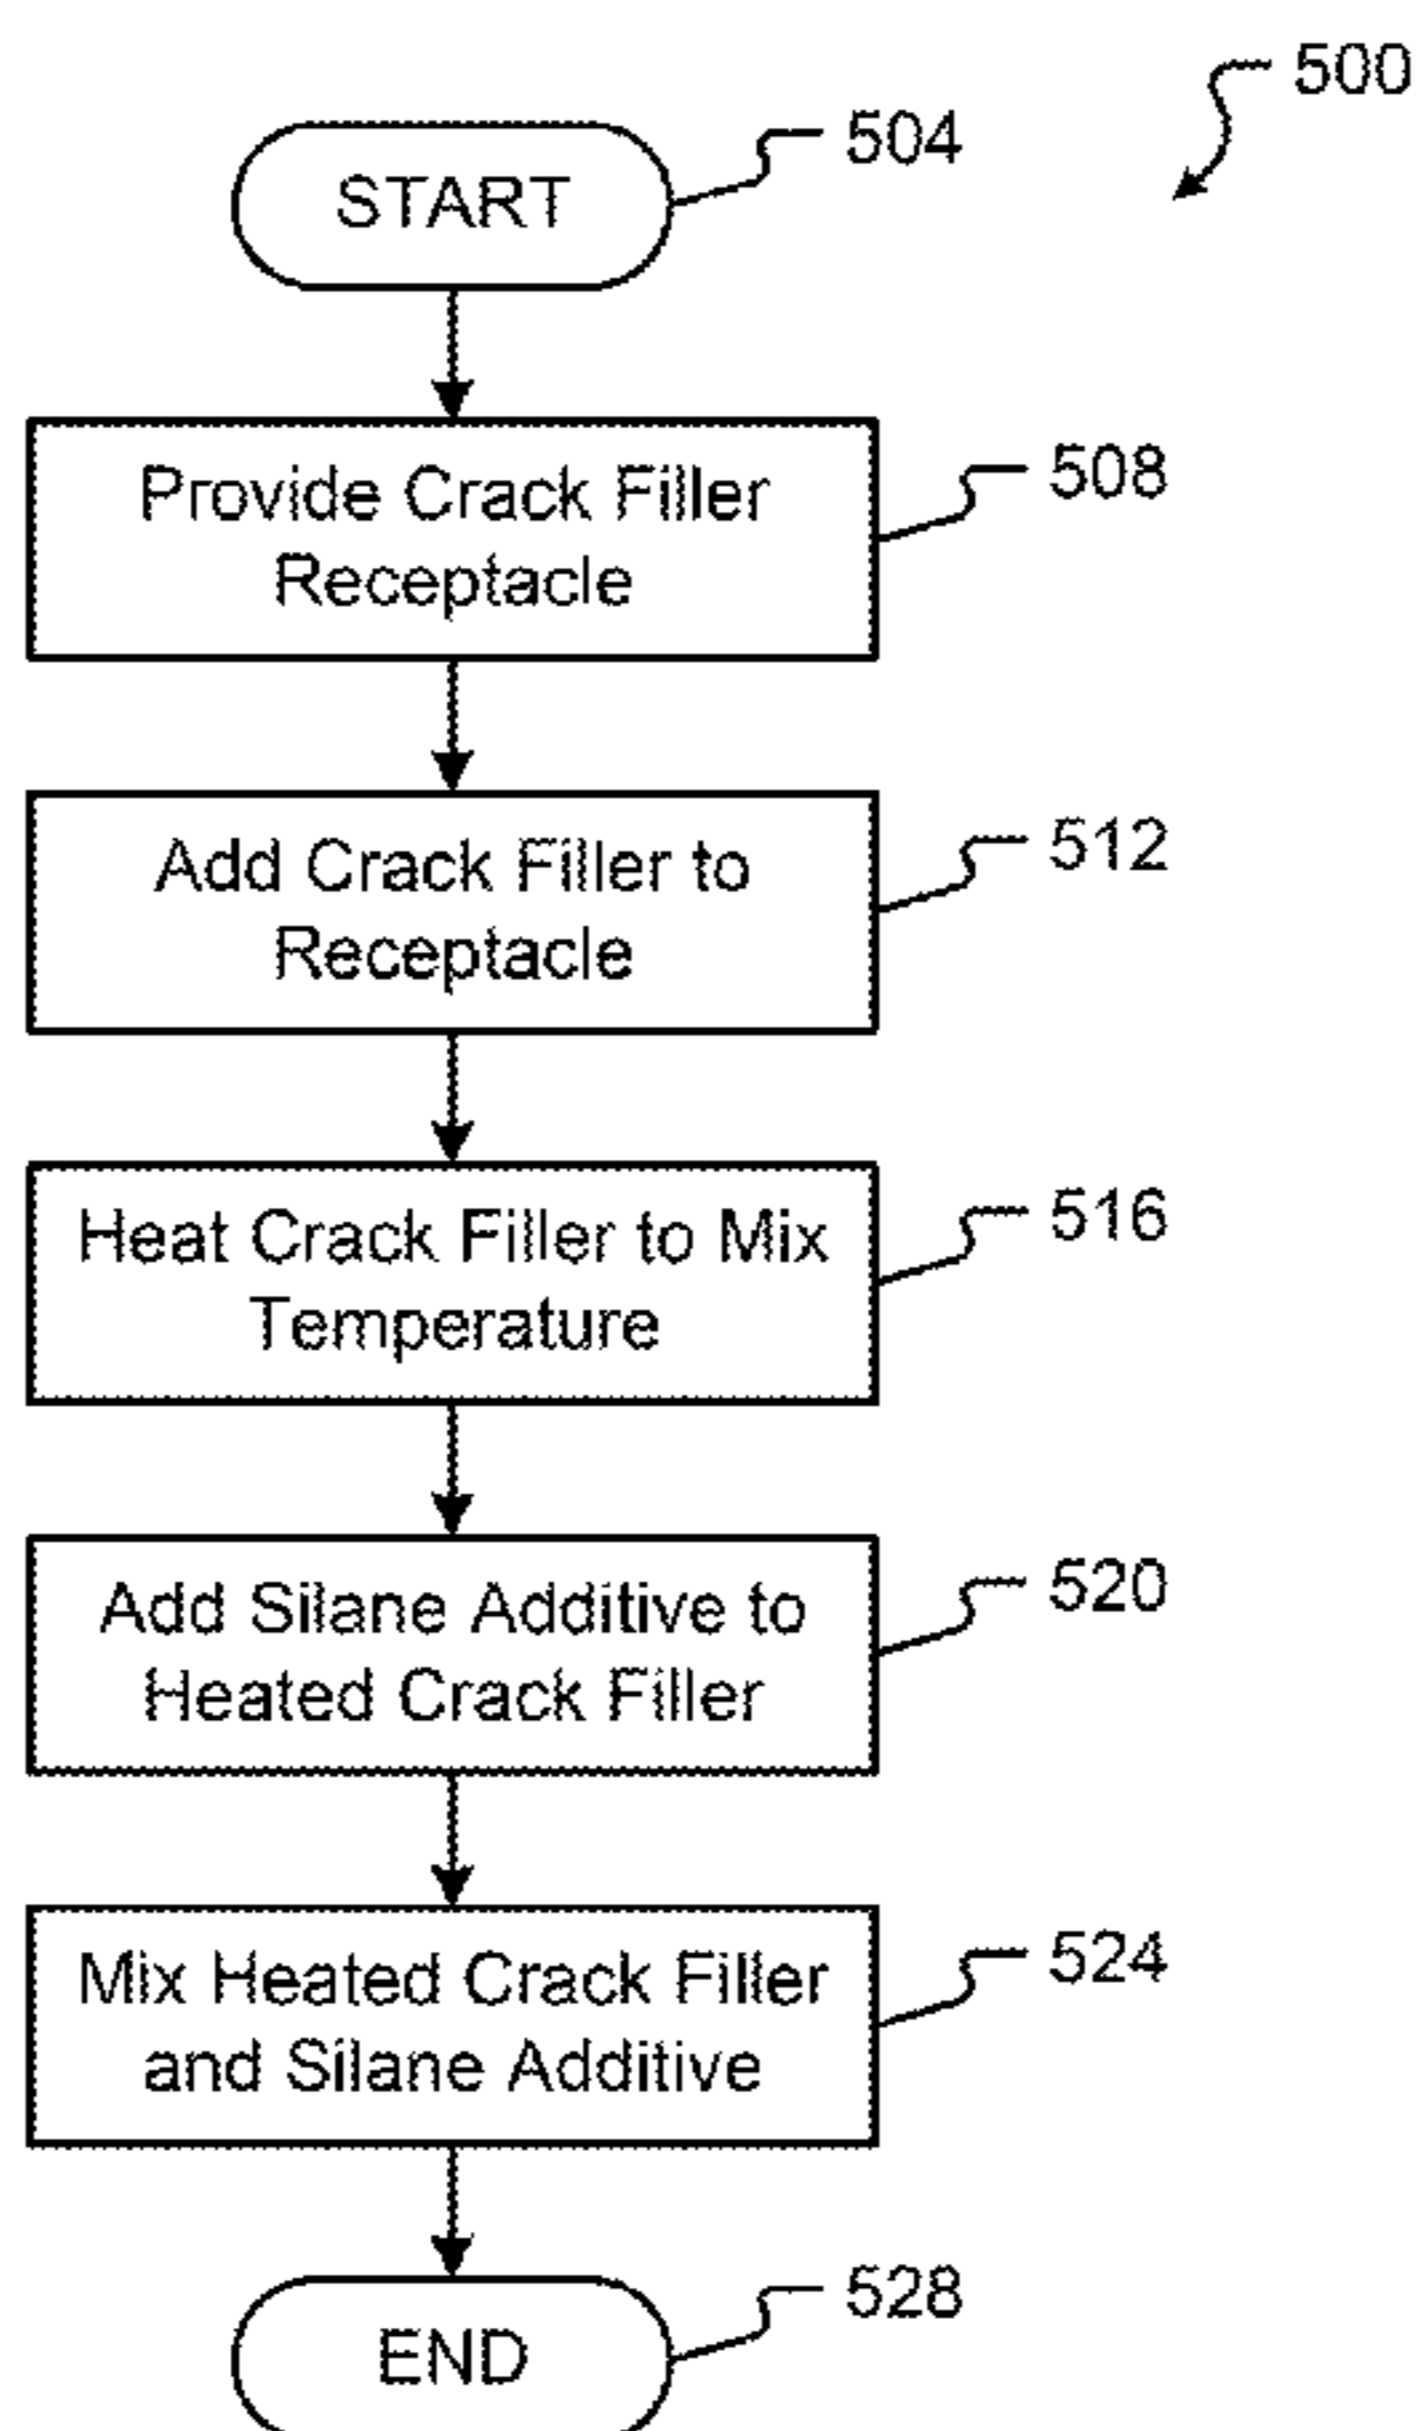 500
START
504
Provide Crack Filler
Receptacle
508
Add Crack Filler to
Receptacle
512
Heat Crack Filler to Mix
Temperature
516
Add Silane Additive to
Heated Crack Filler
520
Mix Heated Crack Filler
and Silane Additive
524
END
528